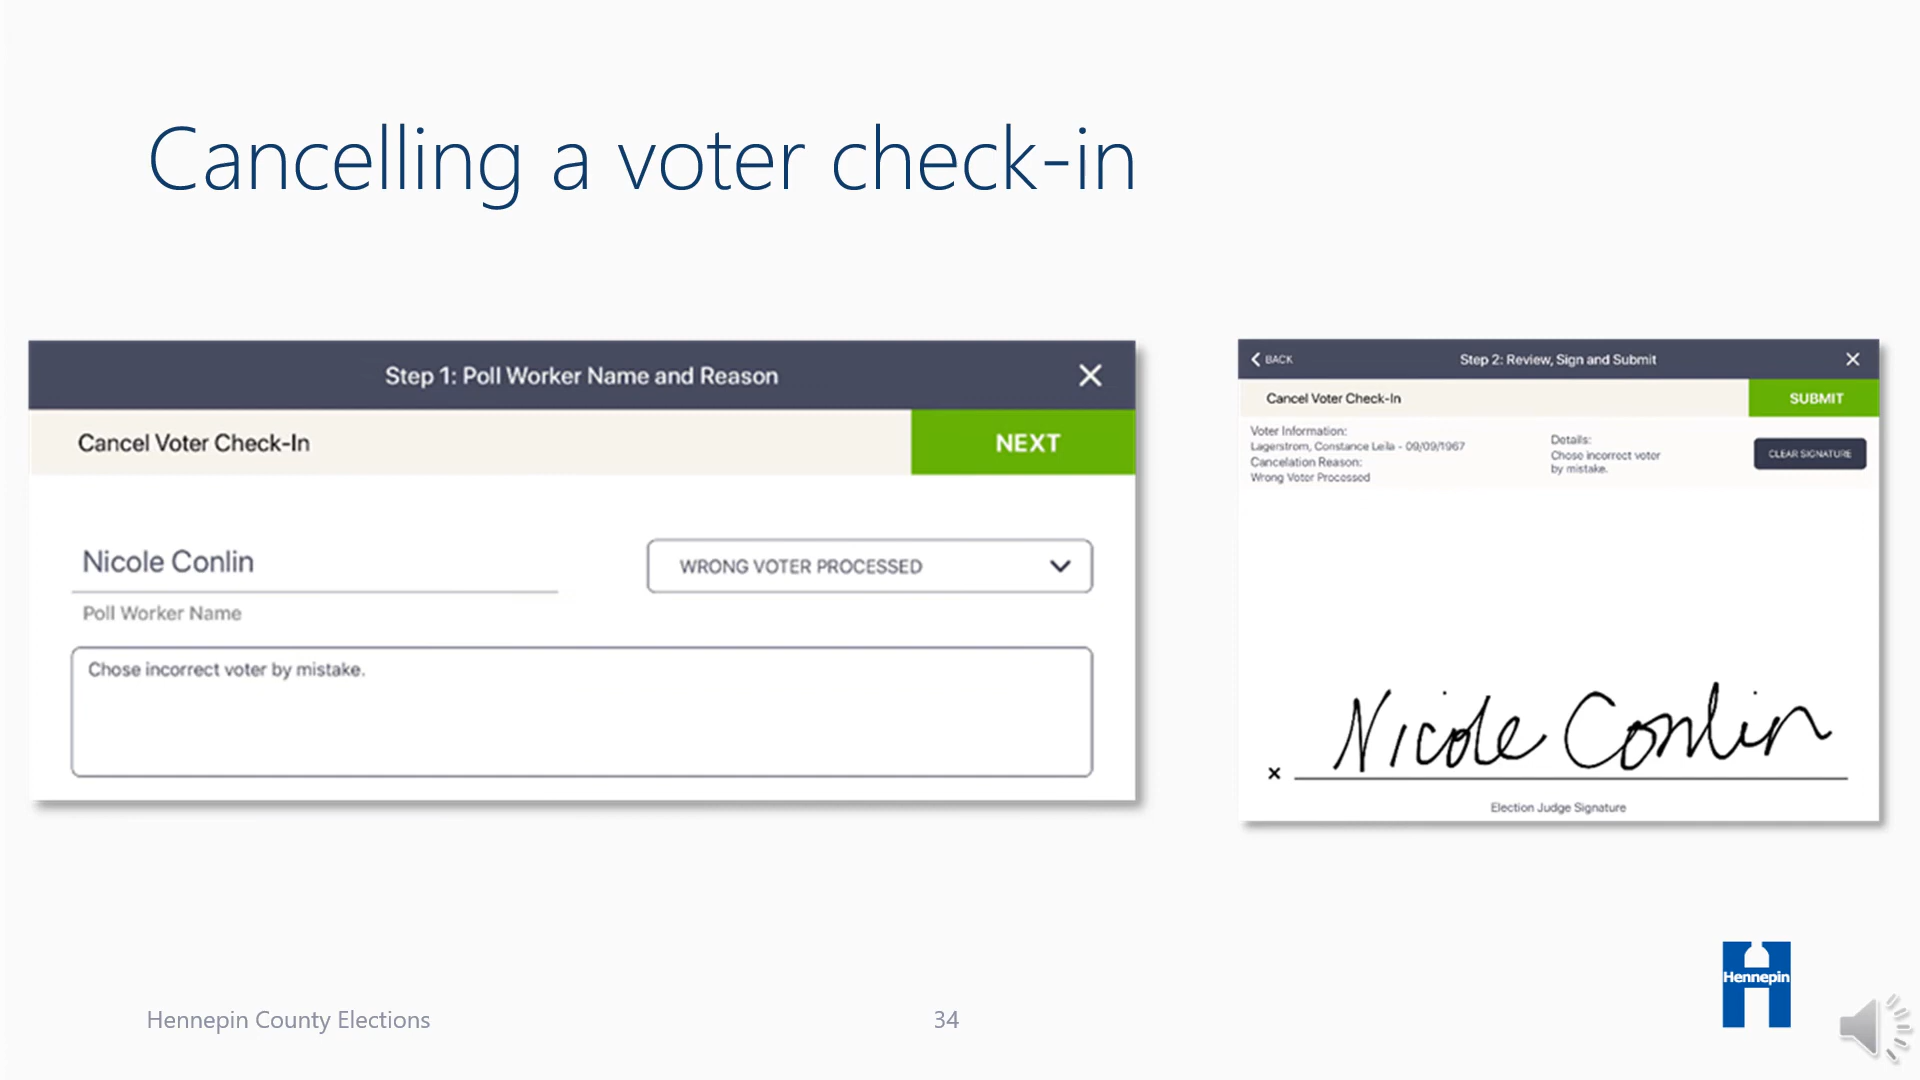 Cancelling a voter check-in
Step 1: Poll Worker Name and Reason
Cancel Voter Check-In
NEXT
Nicole Conlin
WRONG VOTER PROCESSED
Poll Worker Name
Chose incorrect voter by mistake.
BACK
Step 2: Review, Sign and Submit
Cancel Voter Check-In
SUBMIT
Voter Information:
Lagerstrom, Constance Leila - 09/09/1967
Cancelation Reason:
Wrong Voter Processed
Details:
Chose incorrect voter
by mistake.
CLEAR SIGNATURE
Nicole Conlin
x
Election Judge Signature
Hennepin
Hennepin County Elections
34